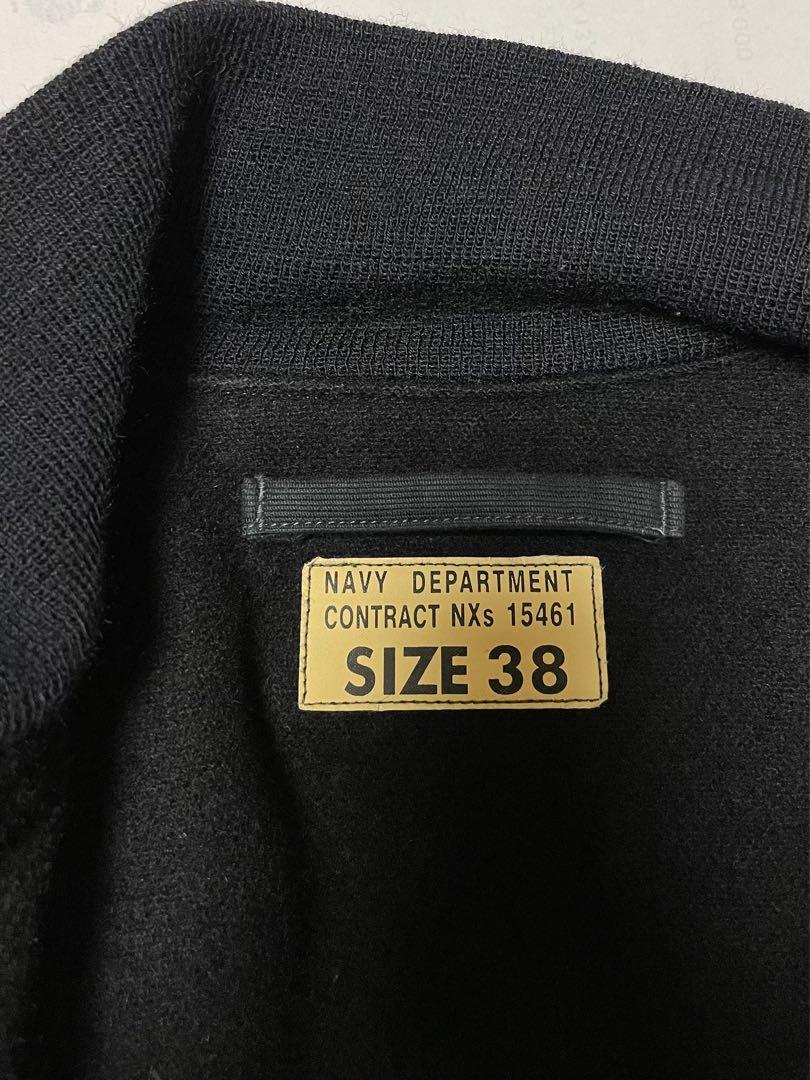 NAVY DEPARTMENT
CONTRACT NXs 15461
SIZE 38